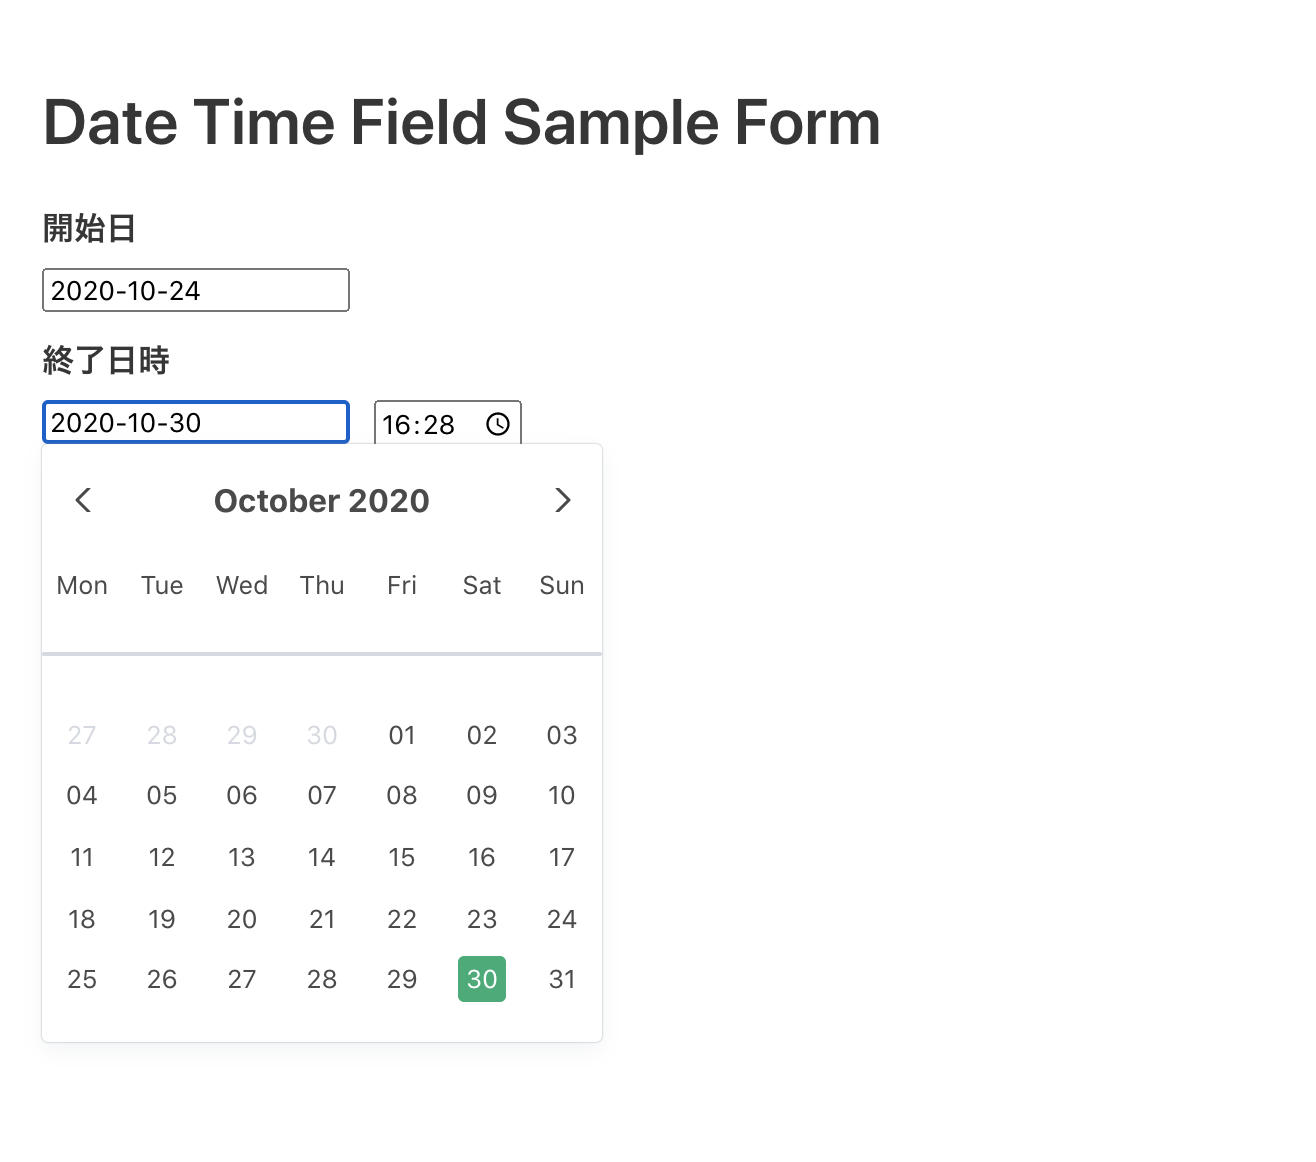 Date Time Field Sample Form
開始日
2020-10-24
終了日時
2020-10-30 16:28
October 2020
Mon Tue Wed Thu Fri Sat Sun
27 28 29 30 01 02 03
04 05 06 07 08 09 10
11 12 13 14 15 16 17
18 19 20 21 22 23 24
25 26 27 28 29 30 31